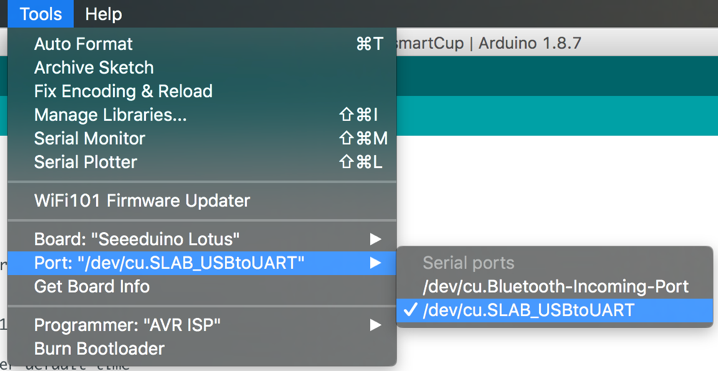 Tools Help
smartCup | Arduino 1.8.7
Auto Format ⌘T
Archive Sketch
Fix Encoding & Reload
Manage Libraries... ⇧⌘I
Serial Monitor ⇧⌘M
Serial Plotter ⇧⌘L
WiFi101 Firmware Updater
Board: "Seeeduino Lotus"
Port: "/dev/cu.SLAB_USBtoUART"
Serial ports
/dev/cu.Bluetooth-Incoming-Port
✓ /dev/cu.SLAB_USBtoUART
Get Board Info
Programmer: "AVR ISP"
Burn Bootloader
default time